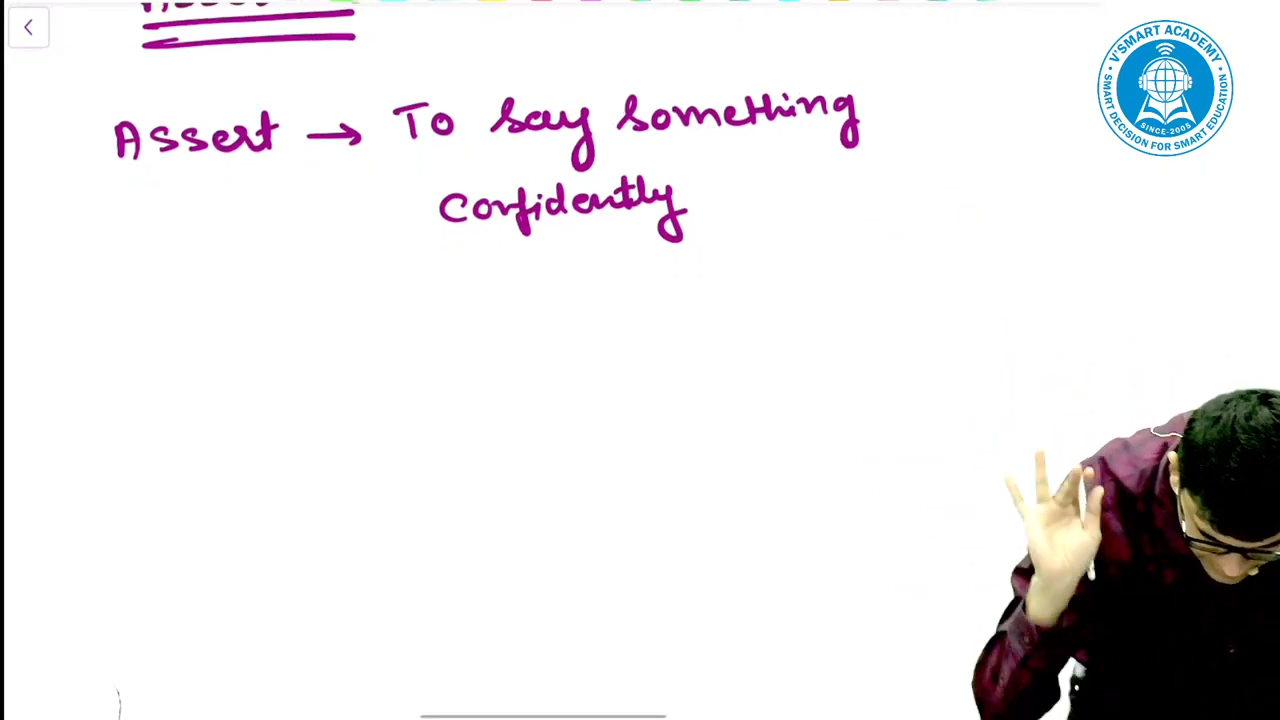 Assert → To say something
confidently
V'SMART ACADEMY
SINCE-2005
SMART DECISION FOR SMART EDUCATION